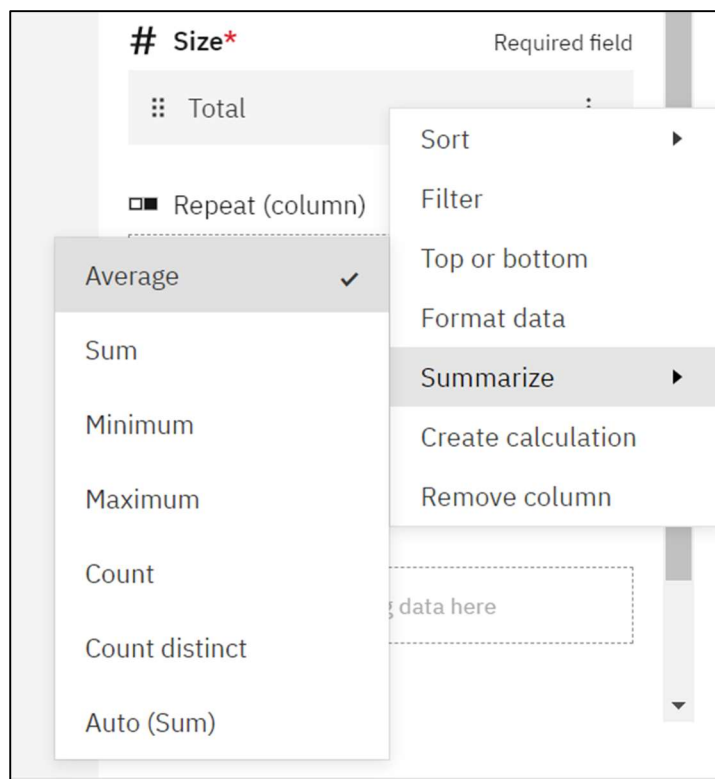 # Size* Required field
Total
Sort
Repeat (column)
Filter
Top or bottom
Format data
Summarize
Create calculation
Remove column
Average
Sum
Minimum
Maximum
Count
Count distinct
Auto (Sum)
data here